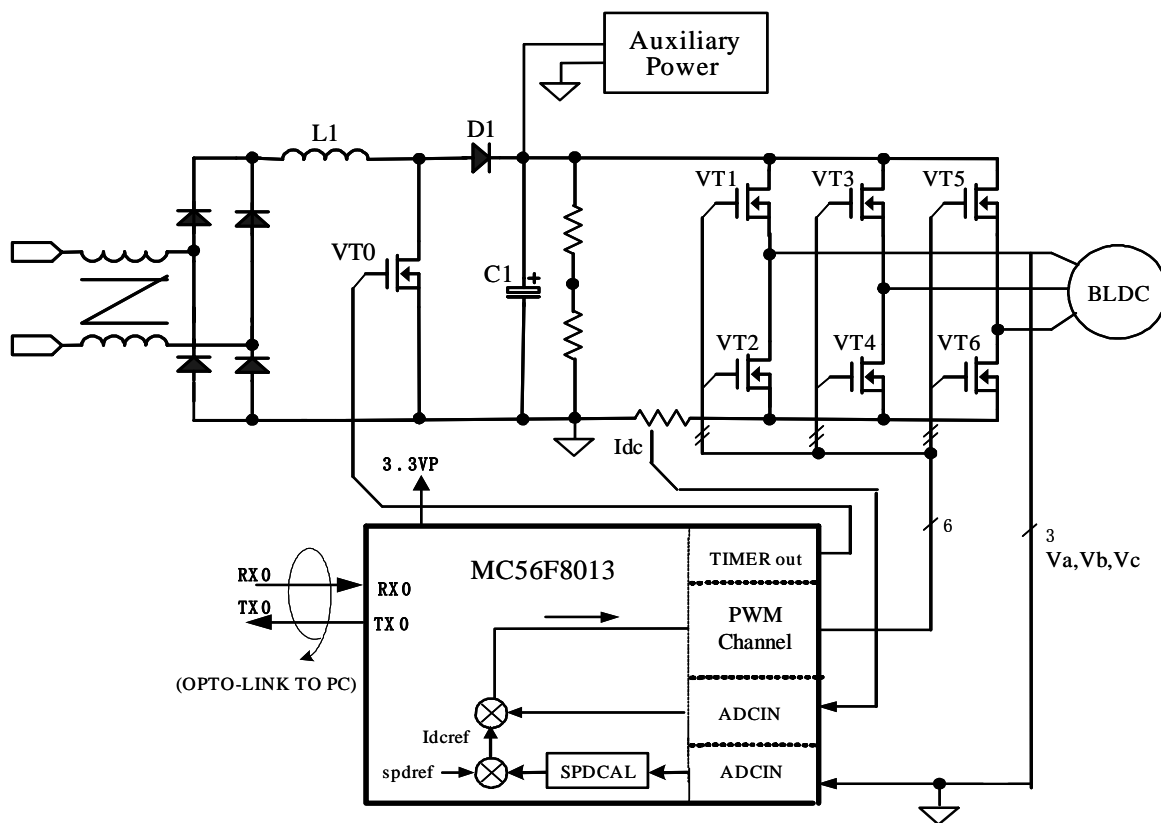 Auxiliary
Power
L1
D1
VT1
VT3
VT5
VT0
C1
+
BLDC
VT2
VT4
VT6
Idc
3.3VP
6
3
Va,Vb,Vc
MC56F8013
TIMER out
RX0
RX0
TX0
TX0
PWM
Channel
(OPTO-LINK TO PC)
ADCIN
Idcref
spdref
SPDCAL
ADCIN